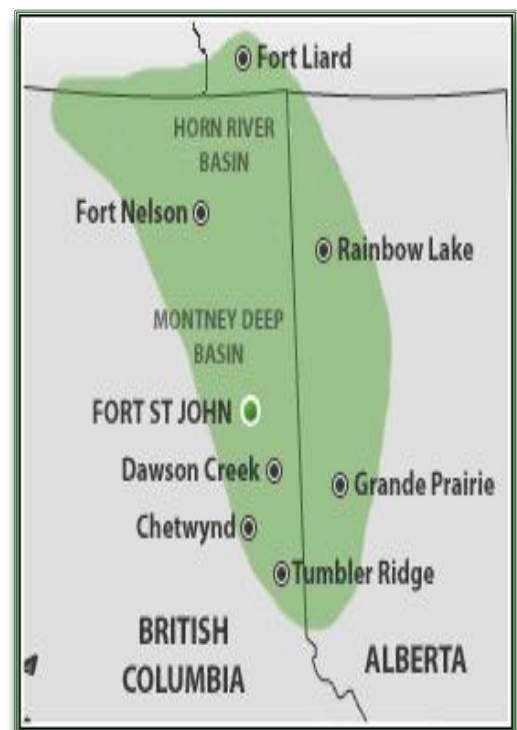 Fort Liard
HORN RIVER
BASIN
Fort Nelson
Rainbow Lake
MONTNEY DEEP
BASIN
FORT ST JOHN
Dawson Creek
Grande Prairie
Chetwynd
Tumbler Ridge
BRITISH
COLUMBIA
ALBERTA